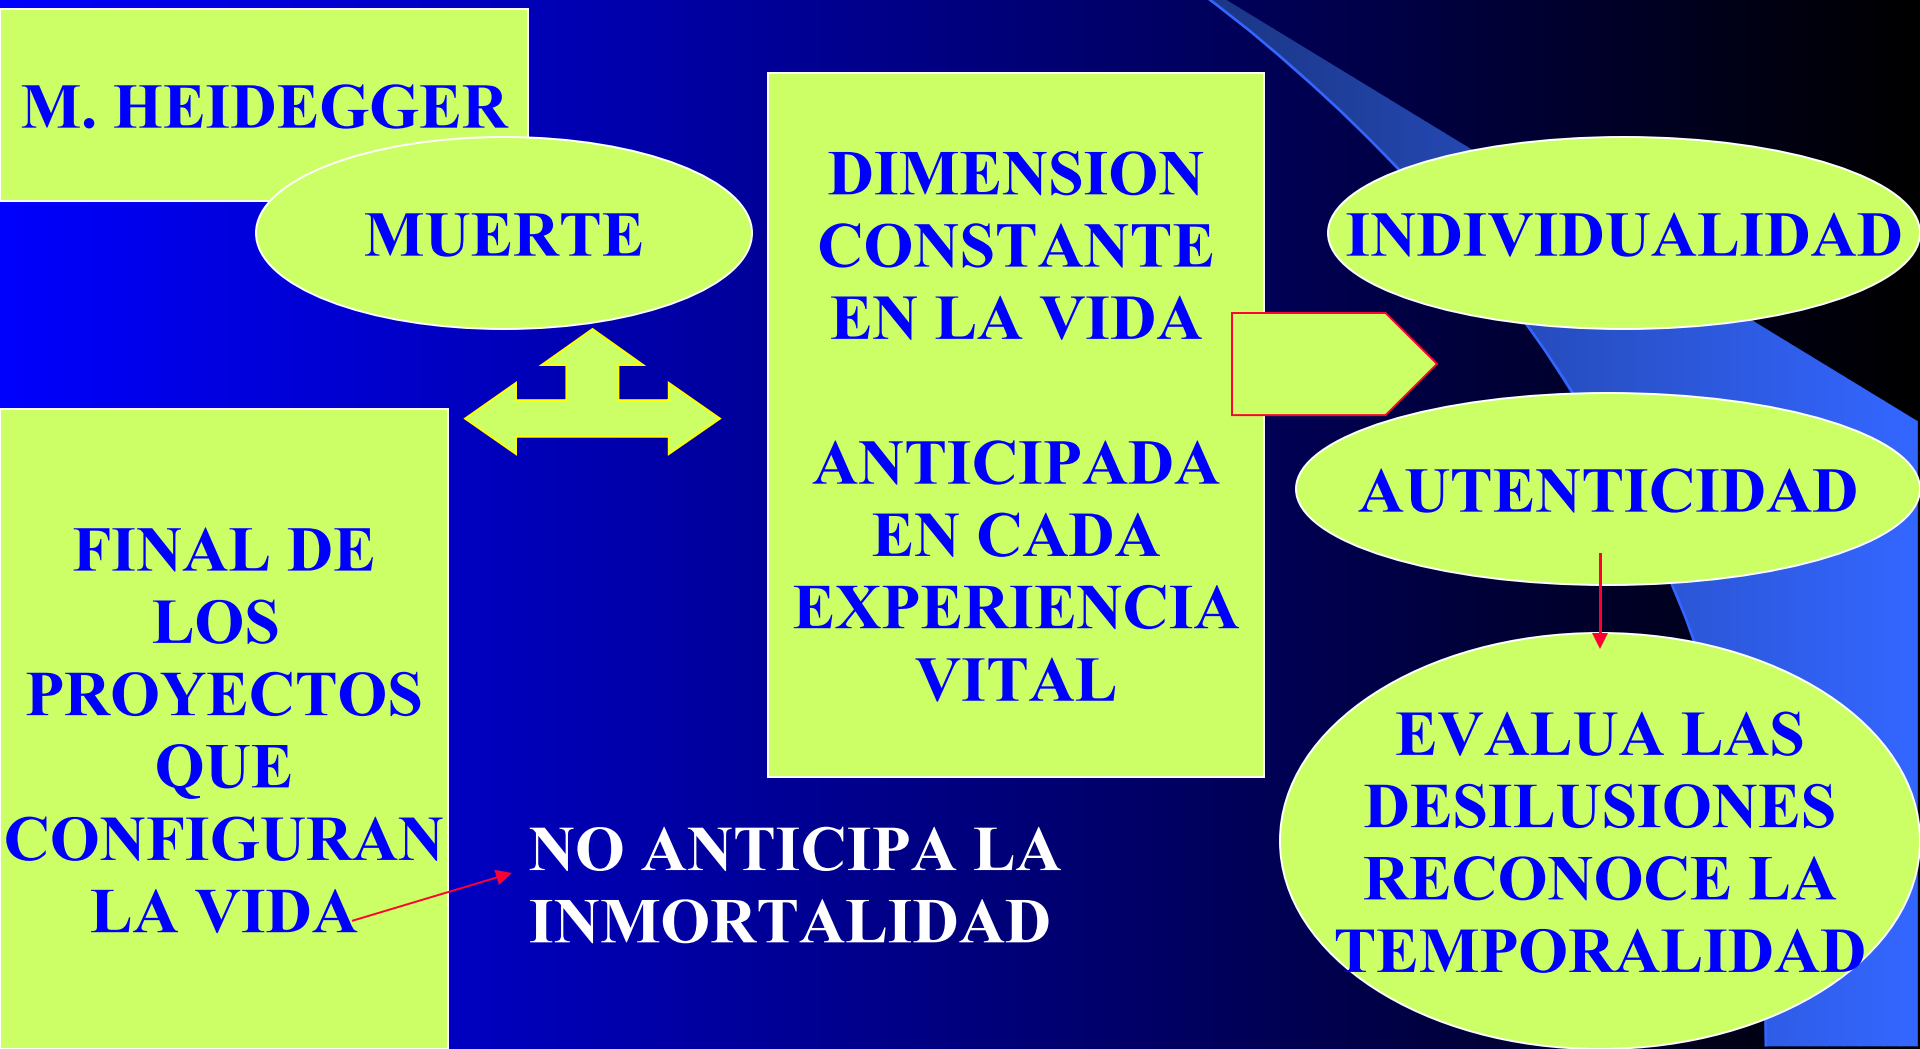 M. HEIDEGGER
MUERTE
FINAL DE
LOS
PROYECTOS
QUE
CONFIGURAN
LA VIDA
NO ANTICIPA LA
INMORTALIDAD
DIMENSION
CONSTANTE
EN LA VIDA
ANTICIPADA
EN CADA
EXPERIENCIA
VITAL
INDIVIDUALIDAD
AUTENTICIDAD
EVALUA LAS
DESILUSIONES
RECONOCE LA
TEMPORALIDAD